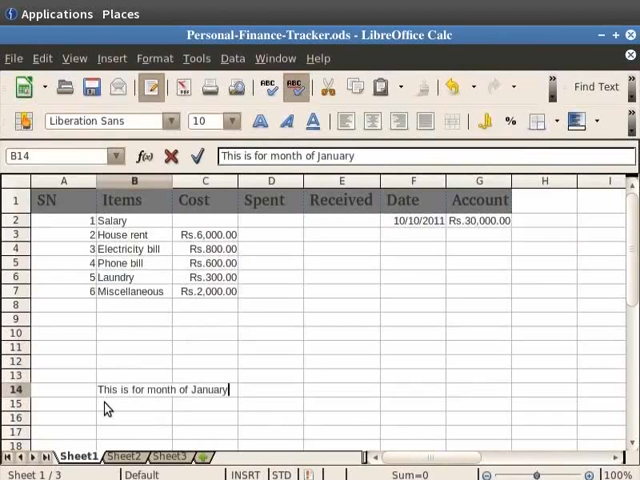 Applications Places
Personal-Finance-Tracker.ods - LibreOffice Calc
File Edit View Insert Format Tools Data Window Help
ABC ABC Find Text
Liberation Sans 10 %
B14 f(x) This is for month of January
A B C D E F G H I
1 SN Items Cost Spent Received Date Account
2 1 Salary 10/10/2011 Rs.30,000.00
3 2 House rent Rs.6,000.00
4 3 Electricity bill Rs.800.00
5 4 Phone bill Rs.600.00
6 5 Laundry Rs.300.00
7 6 Miscellaneous Rs.2,000.00
8
9
10
11
12
13
14 This is for month of January
15
16
17
18
Sheet1 Sheet2 Sheet3
Sheet 1 / 3 Default INSRT STD Sum=0 100%